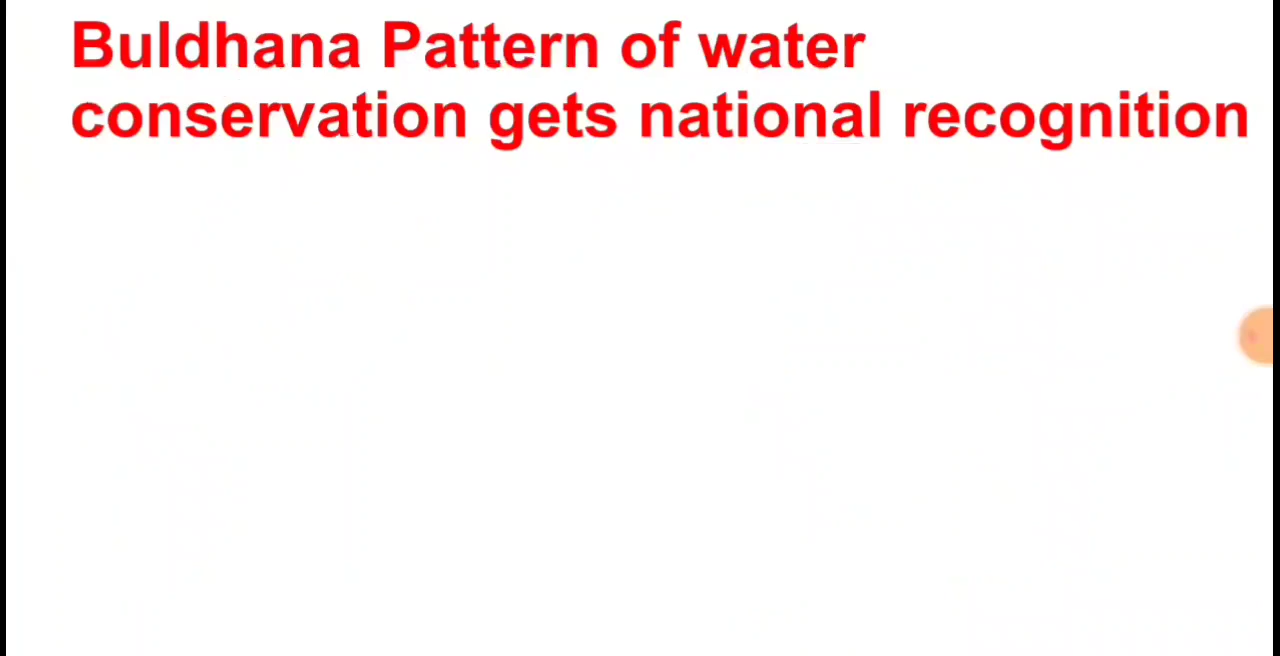 Buldhana Pattern of water
conservation gets national recognition